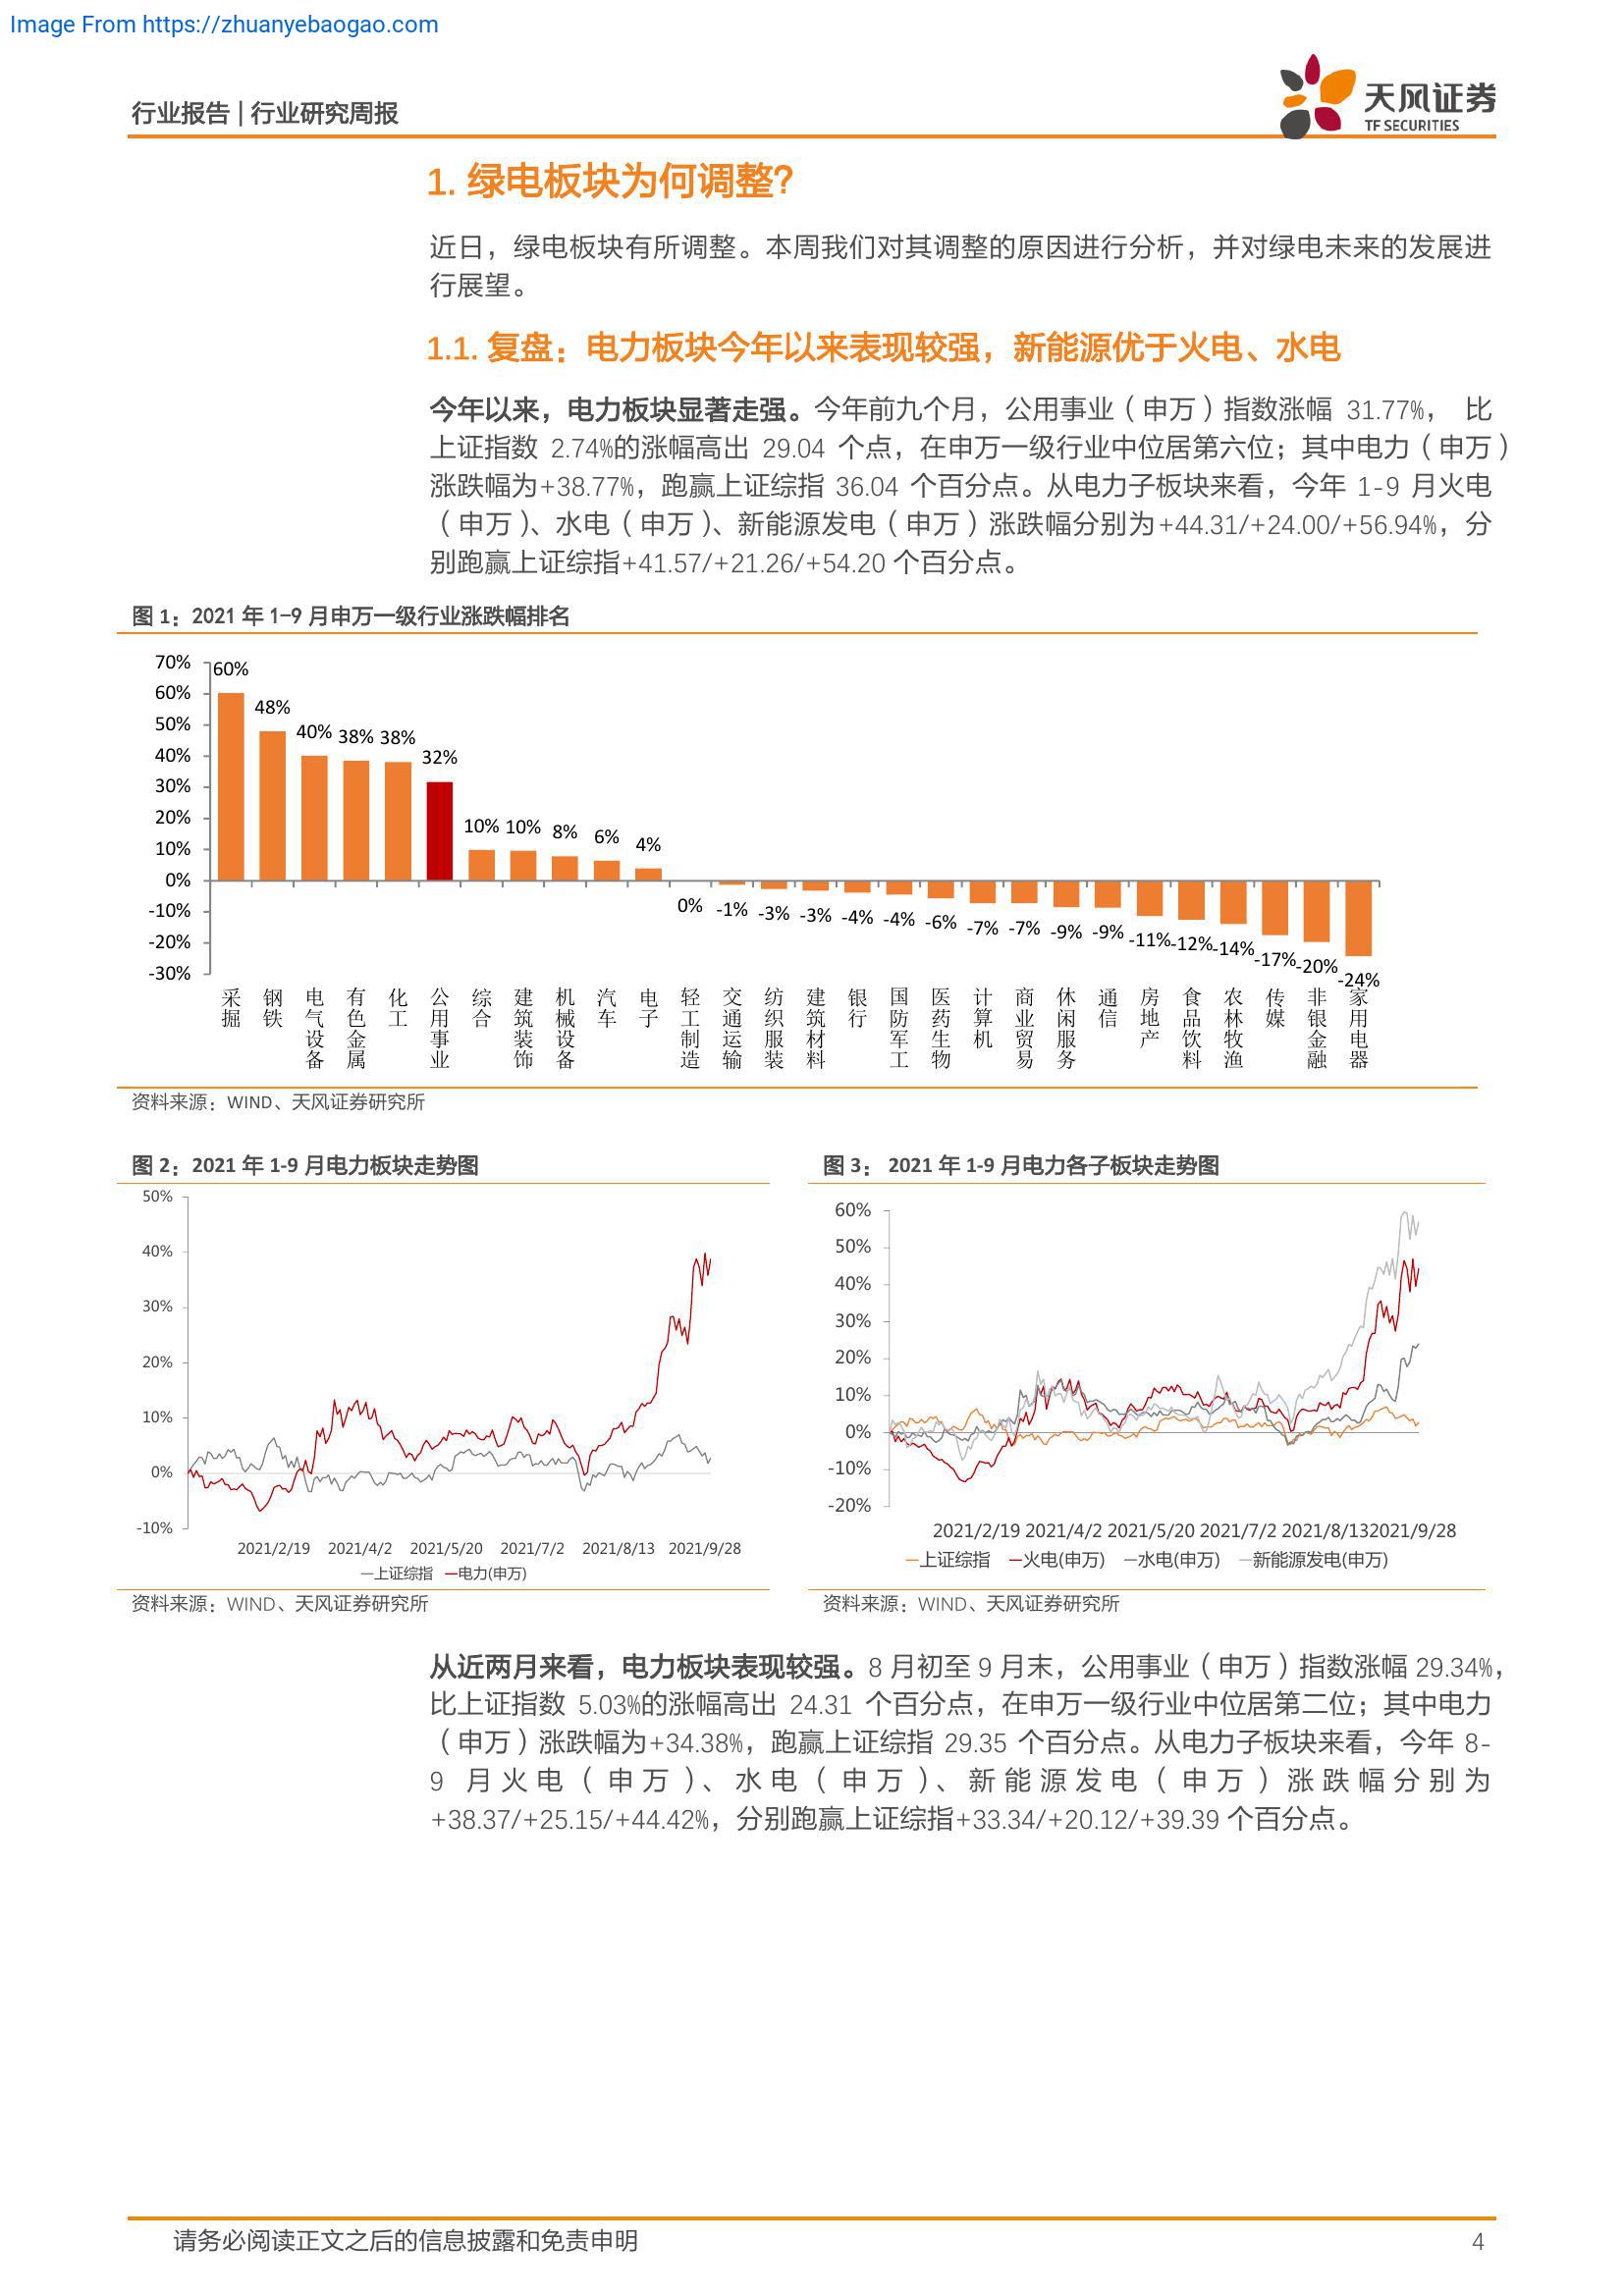 Image From https://zhuanyebaogao.com
行业报告 | 行业研究周报
天风证券
TF SECURITIES
1. 绿电板块为何调整？
近日，绿电板块有所调整。本周我们对其调整的原因进行分析，并对绿电未来的发展进
行展望。
1.1. 复盘：电力板块今年以来表现较强，新能源优于火电、水电
今年以来，电力板块显著走强。今年前九个月，公用事业（申万）指数涨幅 31.77%， 比
上证指数 2.74%的涨幅高出 29.04 个点，在申万一级行业中位居第六位；其中电力（申万）
涨跌幅为+38.77%，跑赢上证综指 36.04 个百分点。从电力子板块来看，今年 1-9 月火电
（申万）、水电（申万）、新能源发电（申万）涨跌幅分别为+44.31/+24.00/+56.94%，分
别跑赢上证综指+41.57/+21.26/+54.20 个百分点。
图 1：2021 年 1-9 月申万一级行业涨跌幅排名
70%
60%
50%
40%
30%
20%
10%
0%
-10%
-20%
-30%
60% 48% 40% 38% 38% 32% 10% 10% 8% 6% 4% 0% -1% -3% -3% -4% -4% -6% -7% -7% -9% -9% -11% -12% -14% -17% -20% -24%
采掘
钢铁
电气设备
有色金属
化工
公用事业
综合
建筑装饰
机械设备
汽车
电子
轻工制造
交通运输
纺织服装
建筑材料
银行
国防军工
医药生物
计算机
商业贸易
休闲服务
通信
房地产
食品饮料
农林牧渔
传媒
非银金融
家用电器
资料来源：WIND、天风证券研究所
图 2：2021 年 1-9 月电力板块走势图
50%
40%
30%
20%
10%
0%
-10%
2021/2/19 2021/4/2 2021/5/20 2021/7/2 2021/8/13 2021/9/28
上证综指 电力(申万)
资料来源：WIND、天风证券研究所
图 3： 2021 年 1-9 月电力各子板块走势图
60%
50%
40%
30%
20%
10%
0%
-10%
-20%
2021/2/19 2021/4/2 2021/5/20 2021/7/2 2021/8/13 2021/9/28
上证综指 火电(申万) 水电(申万) 新能源发电(申万)
资料来源：WIND、天风证券研究所
从近两月来看，电力板块表现较强。8 月初至 9 月末，公用事业（申万）指数涨幅 29.34%，
比上证指数 5.03%的涨幅高出 24.31 个百分点，在申万一级行业中位居第二位；其中电力
（申万）涨跌幅为+34.38%，跑赢上证综指 29.35 个百分点。从电力子板块来看，今年 8-
9 月火电（申万）、水电（申万）、新能源发电（申万）涨跌幅分别为
+38.37/+25.15/+44.42%，分别跑赢上证综指+33.34/+20.12/+39.39 个百分点。
请务必阅读正文之后的信息披露和免责申明
4